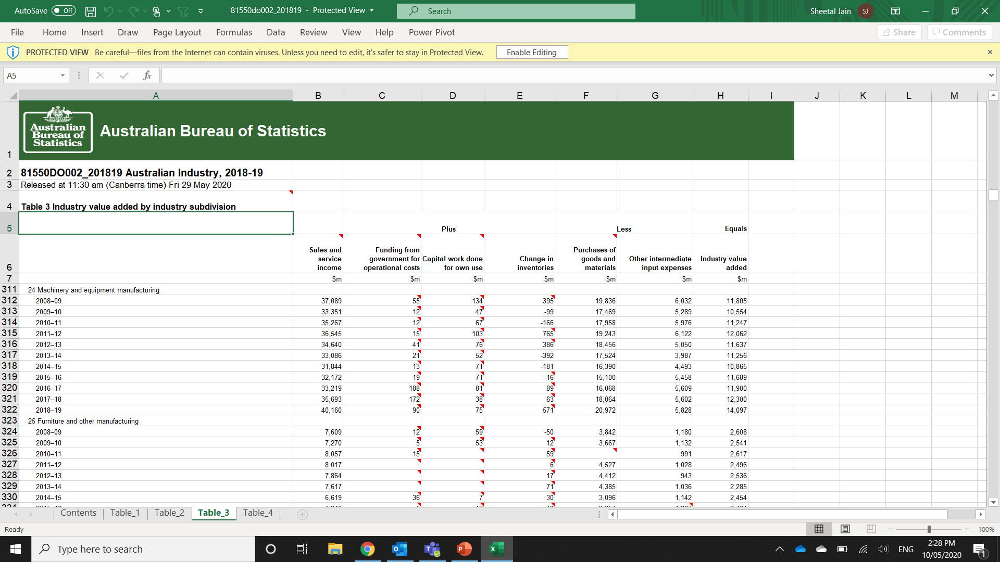 AutoSave Off 81550do002_201819 - Protected View Search Sheetal Jain SJ
File Home Insert Draw Page Layout Formulas Data Review View Help Power Pivot Share Comments
PROTECTED VIEW Be careful—files from the Internet can contain viruses. Unless you need to edit, it's safer to stay in Protected View. Enable Editing
A5 fx
A B C D E F G H I J K L M
Australian
Bureau of
Statistics
Australian Bureau of Statistics
1
2 81550DO002_201819 Australian Industry, 2018-19
3 Released at 11:30 am (Canberra time) Fri 29 May 2020
4 Table 3 Industry value added by industry subdivision
5 Plus Less Equals
Sales and Funding from Purchases of
service government for Capital work done Change in goods and Other intermediate Industry value
6 income operational costs for own use inventories materials input expenses added
7 $m $m $m $m $m $m $m
311 24 Machinery and equipment manufacturing
312 2008–09 37,089 55 134 395 19,836 6,032 11,805
313 2009–10 33,351 12 47 -99 17,469 5,289 10,554
314 2010–11 35,267 12 67 -166 17,958 5,976 11,247
315 2011–12 36,545 15 103 765 19,243 6,122 12,062
316 2012–13 34,640 41 76 386 18,456 5,050 11,637
317 2013–14 33,086 21 52 -392 17,524 3,987 11,256
318 2014–15 31,844 13 71 -181 16,390 4,493 10,865
319 2015–16 32,172 19 71 -16 15,100 5,458 11,689
320 2016–17 33,219 188 81 89 16,068 5,609 11,900
321 2017–18 35,693 172 38 63 18,064 5,602 12,300
322 2018–19 40,160 90 75 571 20,972 5,828 14,097
323 25 Furniture and other manufacturing
324 2008–09 7,609 12 59 -50 3,842 1,180 2,608
325 2009–10 7,270 5 53 12 3,667 1,132 2,541
326 2010–11 8,057 15 59 991 2,617
327 2011–12 8,017 6 4,527 1,028 2,496
328 2012–13 7,864 17 4,412 943 2,536
329 2013–14 7,617 71 4,385 1,036 2,285
330 2014–15 6,619 36 7 30 3,096 1,142 2,454
Contents Table_1 Table_2 Table_3 Table_4
Ready 100%
Type here to search ENG 2:28 PM
10/05/2020 1